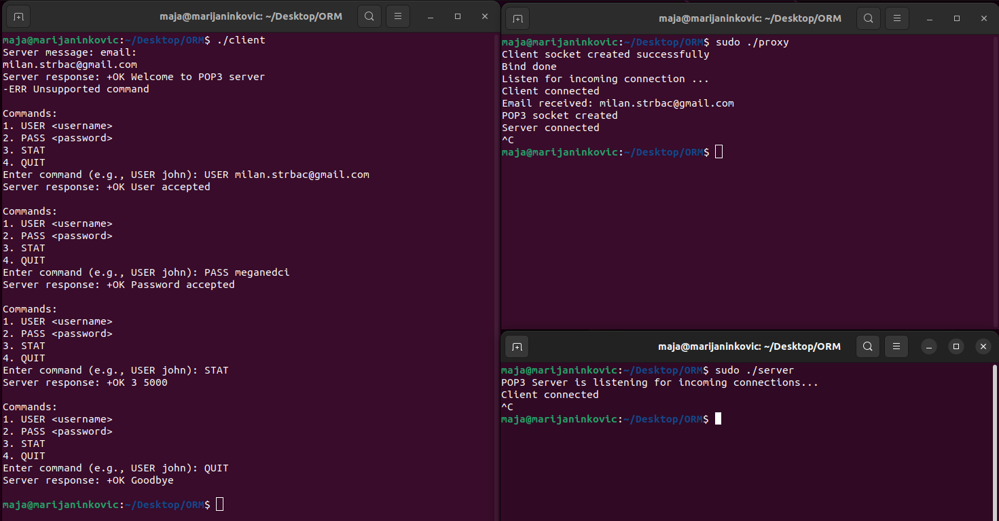 maja@marijaninkovic: ~/Desktop/ORM
maja@marijaninkovic:~/Desktop/ORM$ ./client
Server message: email:
milan.strbac@gmail.com
Server response: +OK Welcome to POP3 server
-ERR Unsupported command
Commands:
1. USER <username>
2. PASS <password>
3. STAT
4. QUIT
Enter command (e.g., USER john): USER milan.strbac@gmail.com
Server response: +OK User accepted
Commands:
1. USER <username>
2. PASS <password>
3. STAT
4. QUIT
Enter command (e.g., USER john): PASS meganedci
Server response: +OK Password accepted
Commands:
1. USER <username>
2. PASS <password>
3. STAT
4. QUIT
Enter command (e.g., USER john): STAT
Server response: +OK 3 5000
Commands:
1. USER <username>
2. PASS <password>
3. STAT
4. QUIT
Enter command (e.g., USER john): QUIT
Server response: +OK Goodbye
maja@marijaninkovic:~/Desktop/ORM$
maja@marijaninkovic: ~/Desktop/ORM
maja@marijaninkovic:~/Desktop/ORM$ sudo ./proxy
Client socket created successfully
Bind done
Listen for incoming connection ...
Client connected
Email received: milan.strbac@gmail.com
POP3 socket created
Server connected
^C
maja@marijaninkovic:~/Desktop/ORM$
maja@marijaninkovic: ~/Desktop/ORM
maja@marijaninkovic:~/Desktop/ORM$ sudo ./server
POP3 Server is listening for incoming connections...
Client connected
^C
maja@marijaninkovic:~/Desktop/ORM$